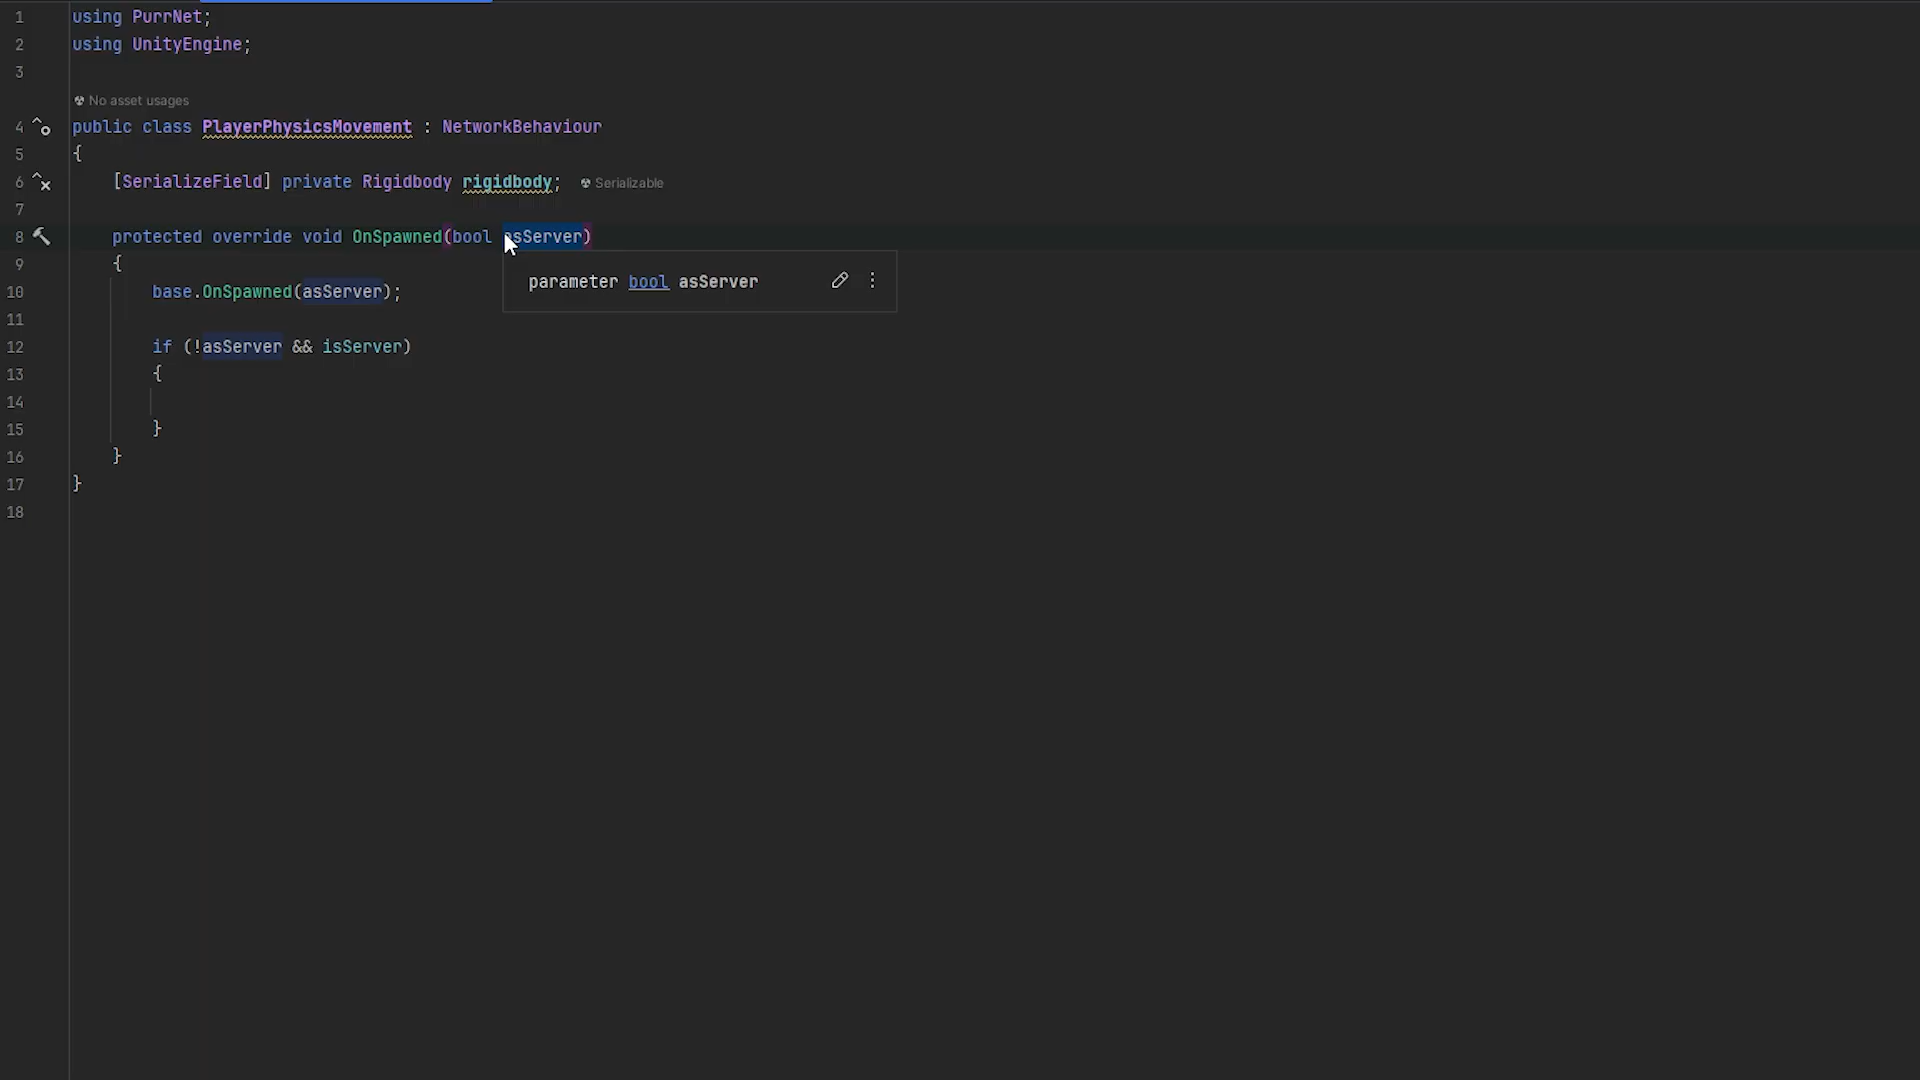 1 using PurrNet;
2 using UnityEngine;
3
No asset usages
4 public class PlayerPhysicsMovement : NetworkBehaviour
5 {
6 [SerializeField] private Rigidbody rigidbody; Serializable
7
8 protected override void OnSpawned(bool asServer)
9 {
parameter bool asServer
10 base.OnSpawned(asServer);
11
12 if (!asServer && isServer)
13 {
14
15 }
16 }
17 }
18